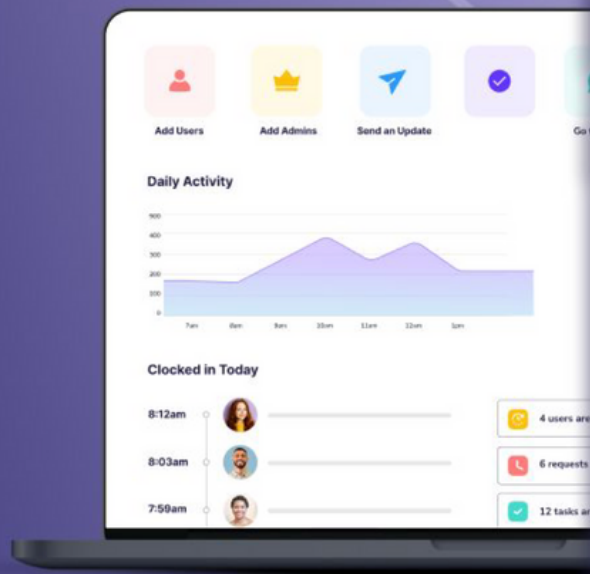 Add Users
Add Admins
Send an Update
Go
Daily Activity
500
400
300
200
100
0
7am
8am
9am
10am
11am
12am
1pm
Clocked in Today
8:12am
4 users are
8:03am
6 requests
7:59am
12 tasks